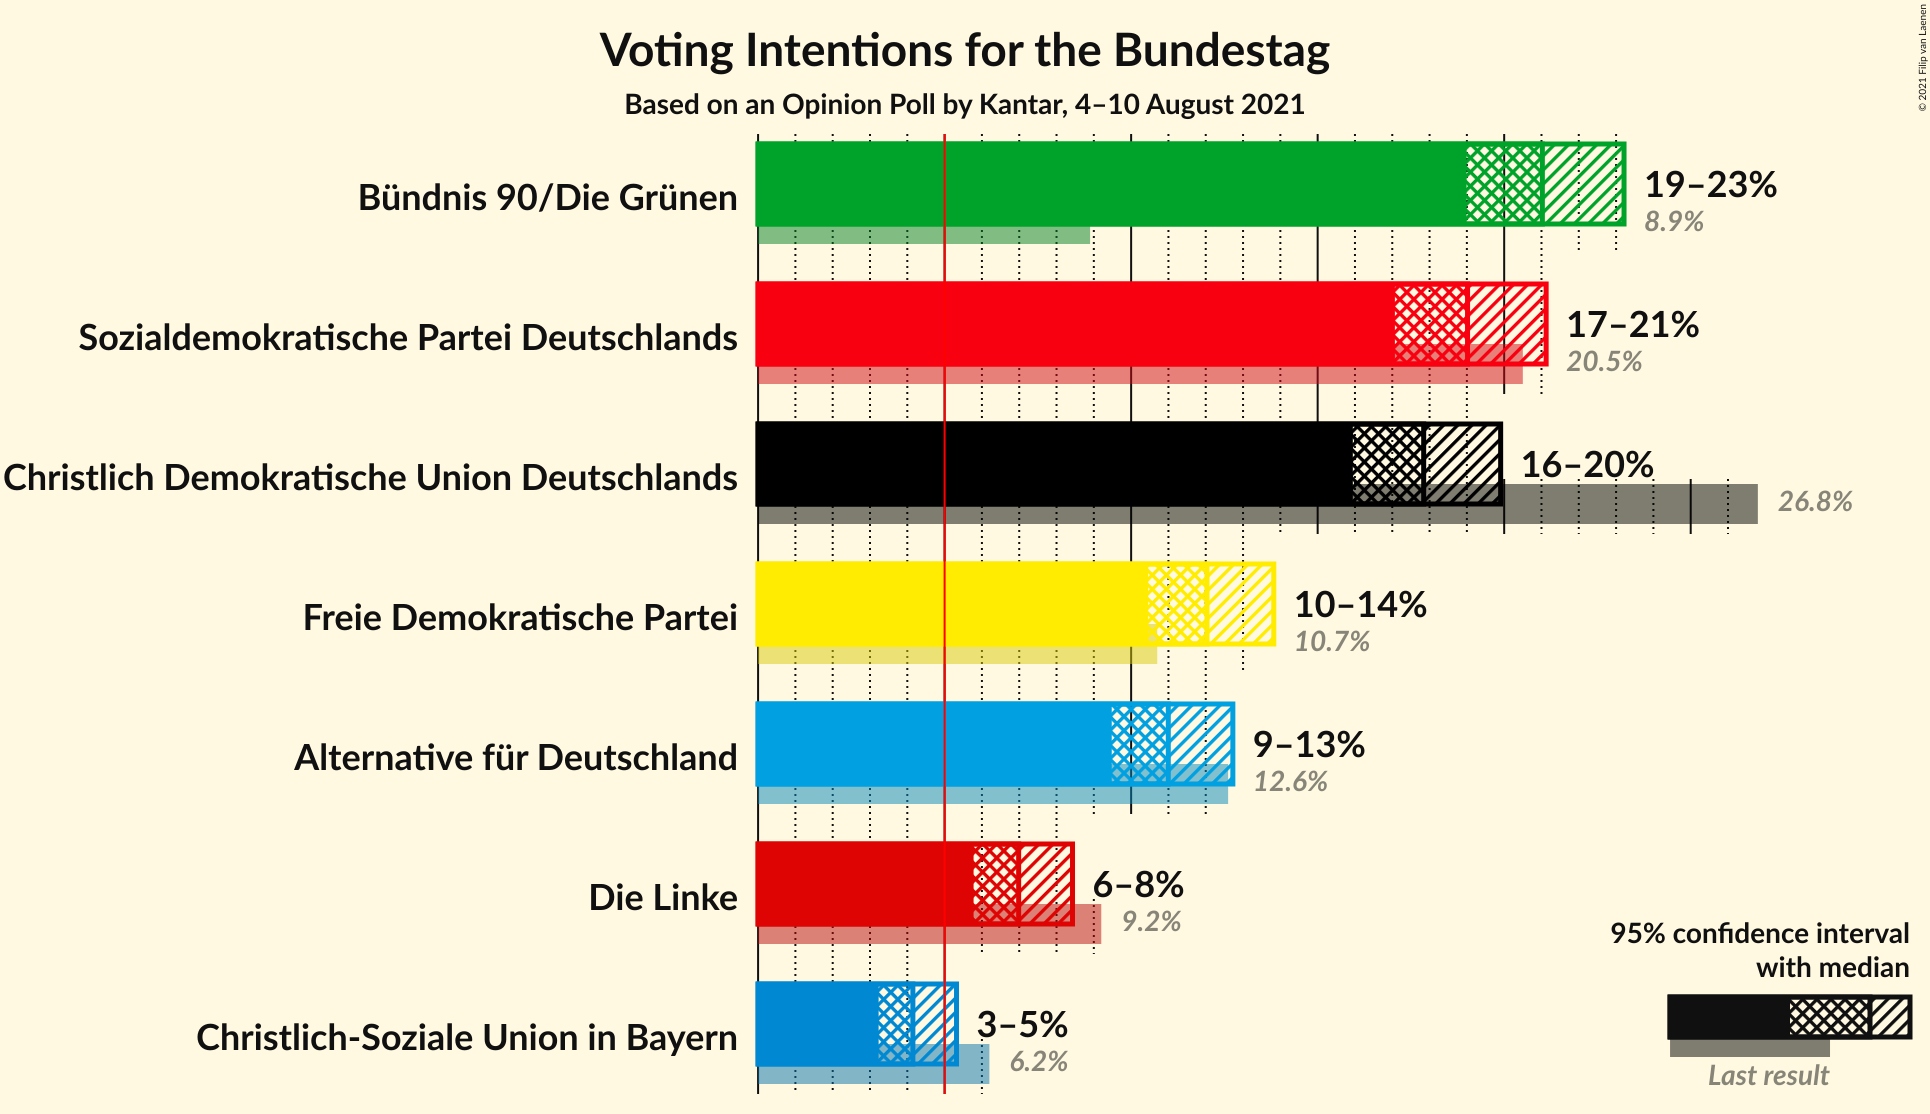 Voting Intentions for the Bundestag
Based on an Opinion Poll by Kantar, 4–10 August 2021
© 2021 Filip van Laenen
Bündnis 90/Die Grünen
19–23%
8.9%
Sozialdemokratische Partei Deutschlands
17–21%
20.5%
Christlich Demokratische Union Deutschlands
16–20%
26.8%
Freie Demokratische Partei
10–14%
10.7%
Alternative für Deutschland
9–13%
12.6%
Die Linke
6–8%
9.2%
Christlich-Soziale Union in Bayern
3–5%
6.2%
95% confidence interval
with median
Last result